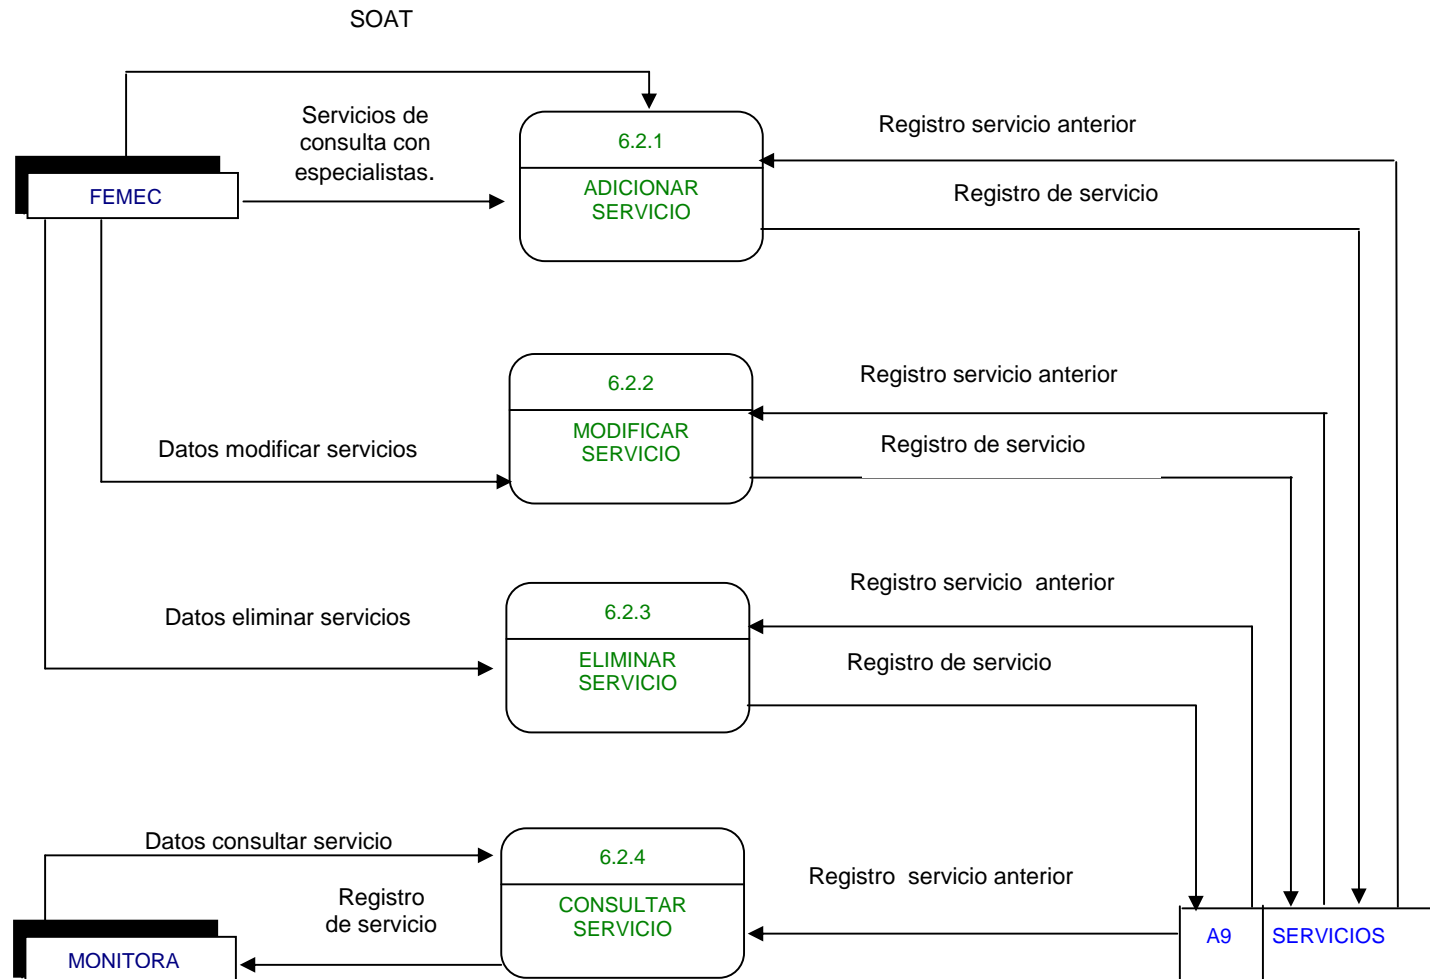 SOAT
Servicios de
consulta con
especialistas.
FEMEC
6.2.1
ADICIONAR
SERVICIO
Registro servicio anterior
Registro de servicio
6.2.2
MODIFICAR
SERVICIO
Datos modificar servicios
Registro servicio anterior
Registro de servicio
6.2.3
ELIMINAR
SERVICIO
Datos eliminar servicios
Registro servicio  anterior
Registro de servicio
Datos consultar servicio
6.2.4
CONSULTAR
SERVICIO
Registro
de servicio
Registro  servicio anterior
MONITORA
A9
SERVICIOS